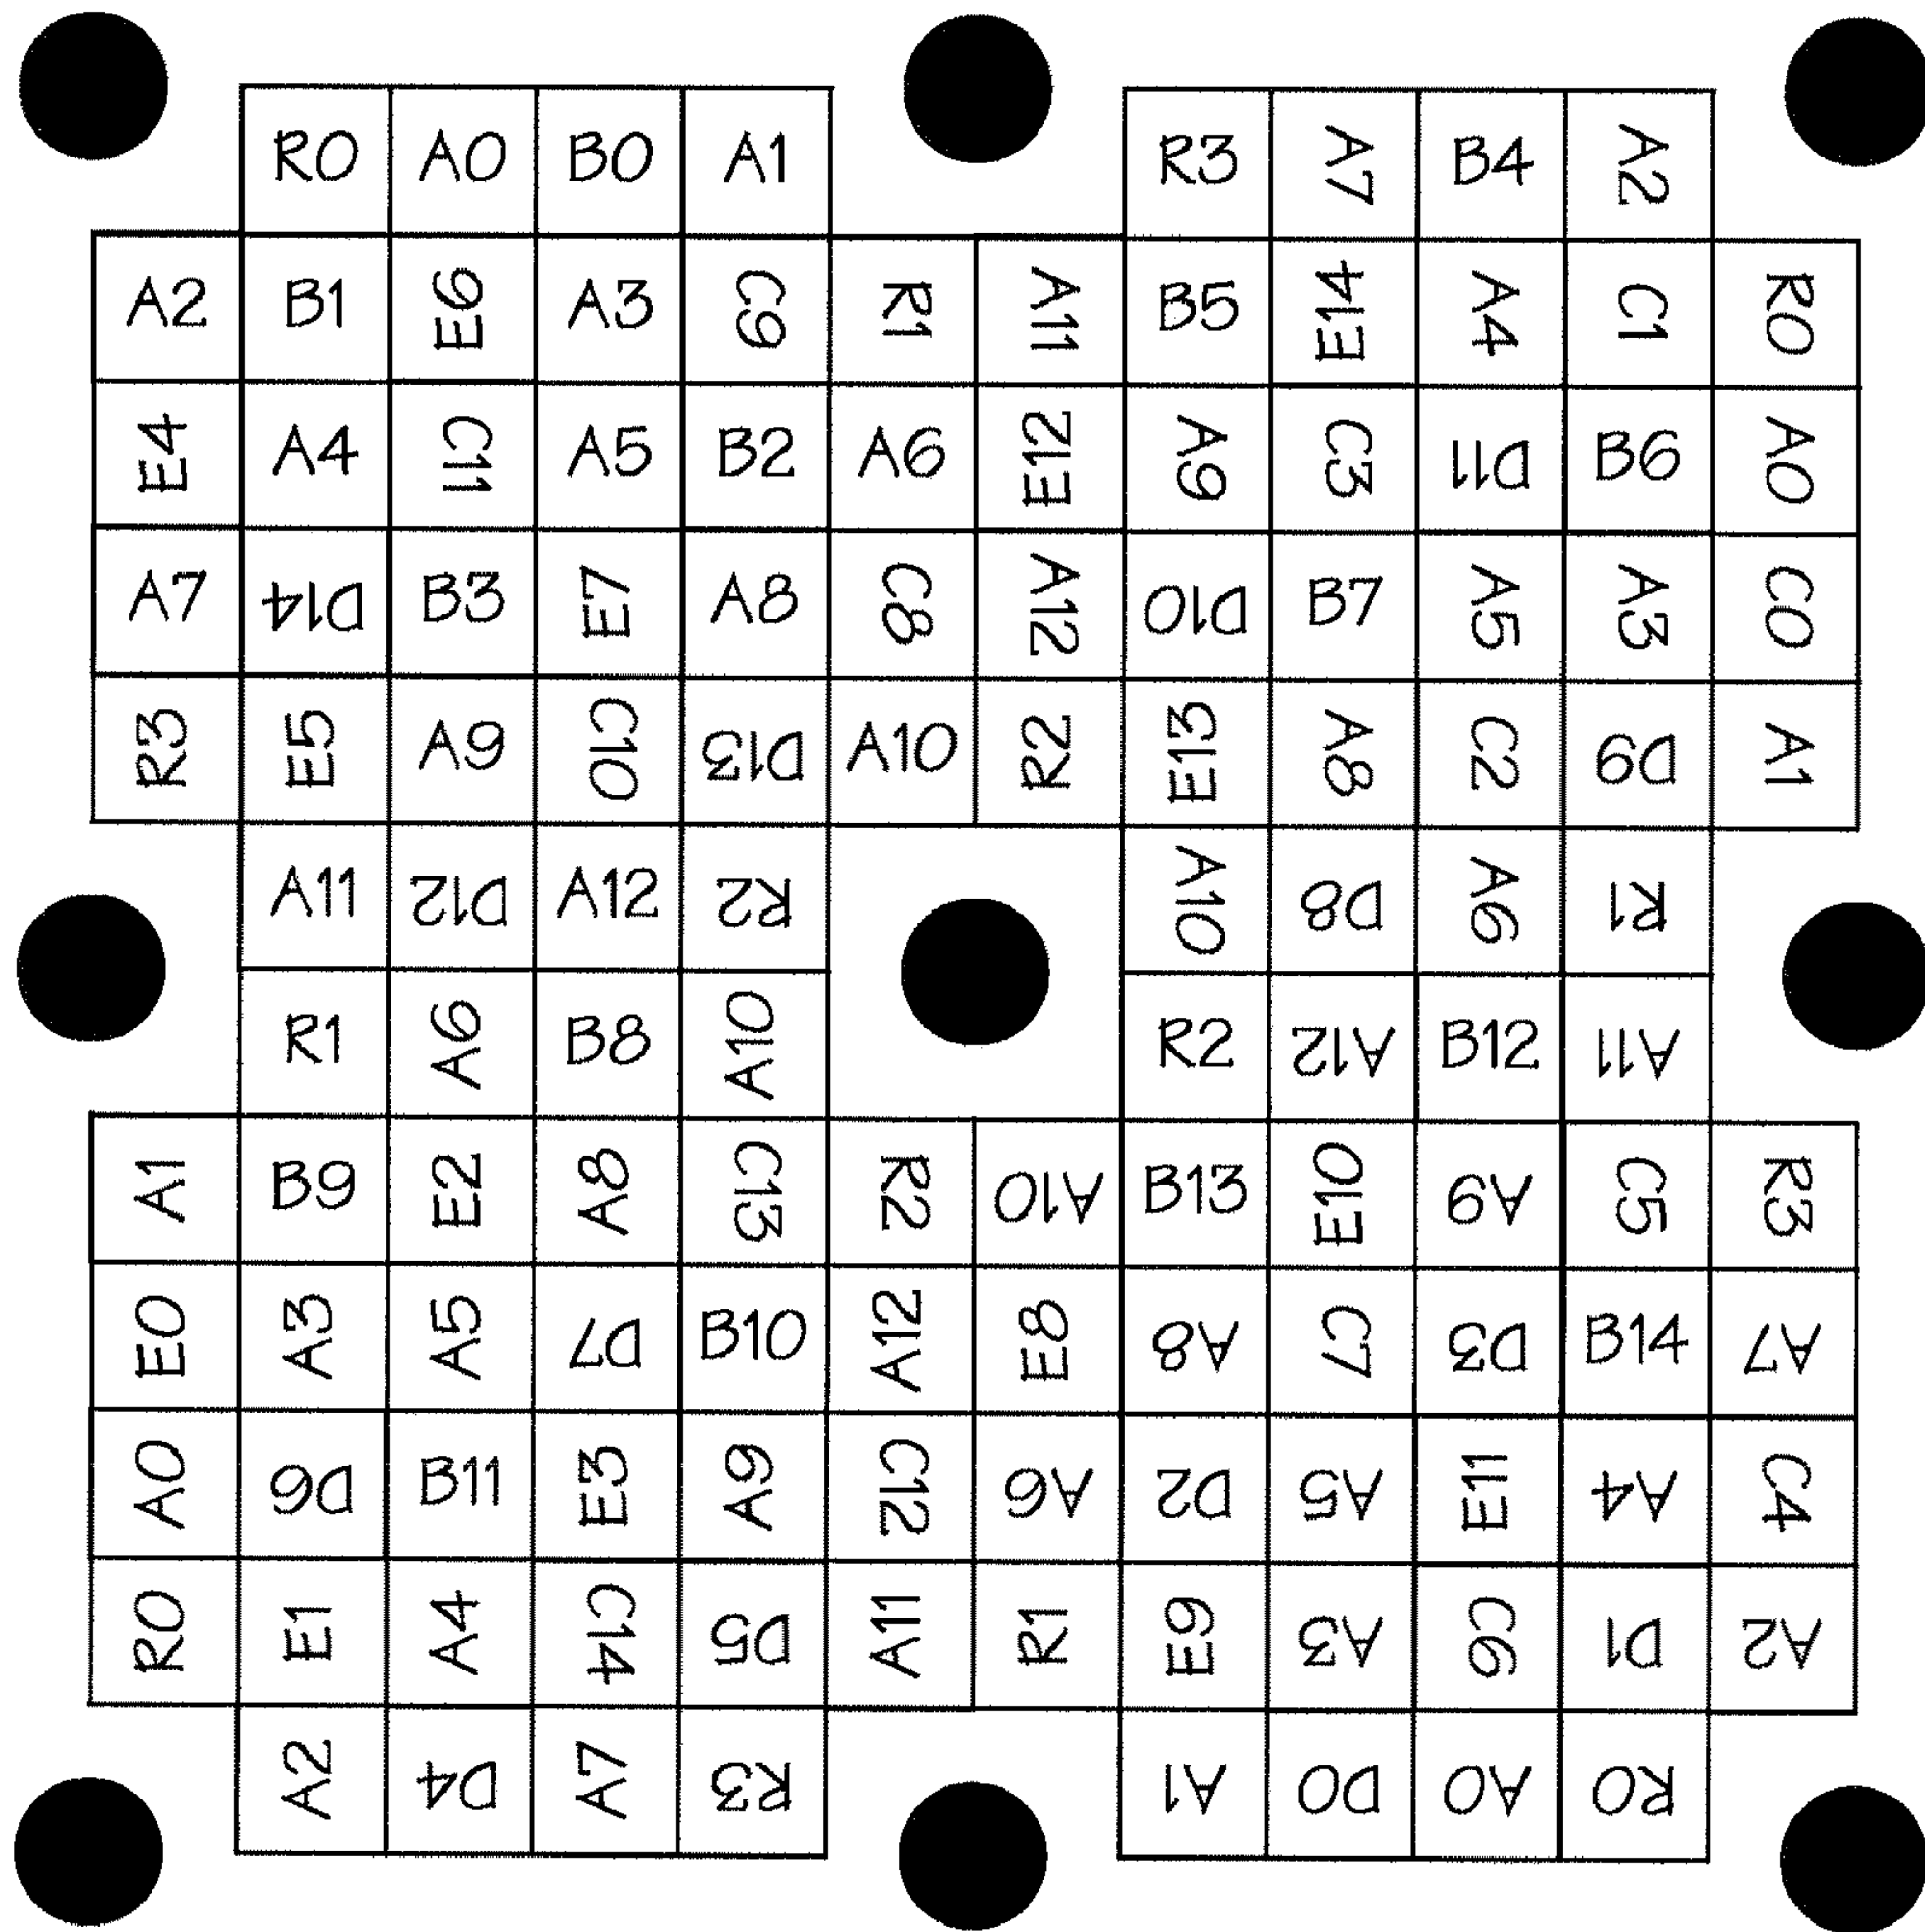 R0 A0 B0 A1 R3 A7 B4 A2
A2 B1 E6 A3 C9 R1 A11 B5 E14 A4 C1 R0
E4 A4 C11 A5 B2 A6 E12 A9 C3 D11 B6 A0
A7 D14 B3 E7 A8 C8 A12 D10 B7 A5 A3 C0
R3 E5 A9 C10 D13 A10 R2 E13 A8 C2 D9 A1
A11 D12 A12 R2 A10 D8 A6 R1
R1 A6 B8 A10 R2 A12 B12 A11
A1 B9 E2 A8 C13 R2 A10 B13 E10 A9 C5 R3
E0 A3 A5 D7 B10 A12 E8 A8 C7 D3 B14 A7
A0 D6 B11 E3 A9 C12 A6 D2 A5 E11 A4 C4
R0 E1 A4 C14 D5 A11 R1 E9 A3 C6 D1 A2
A2 D4 A7 R3 A1 D0 A0 R0